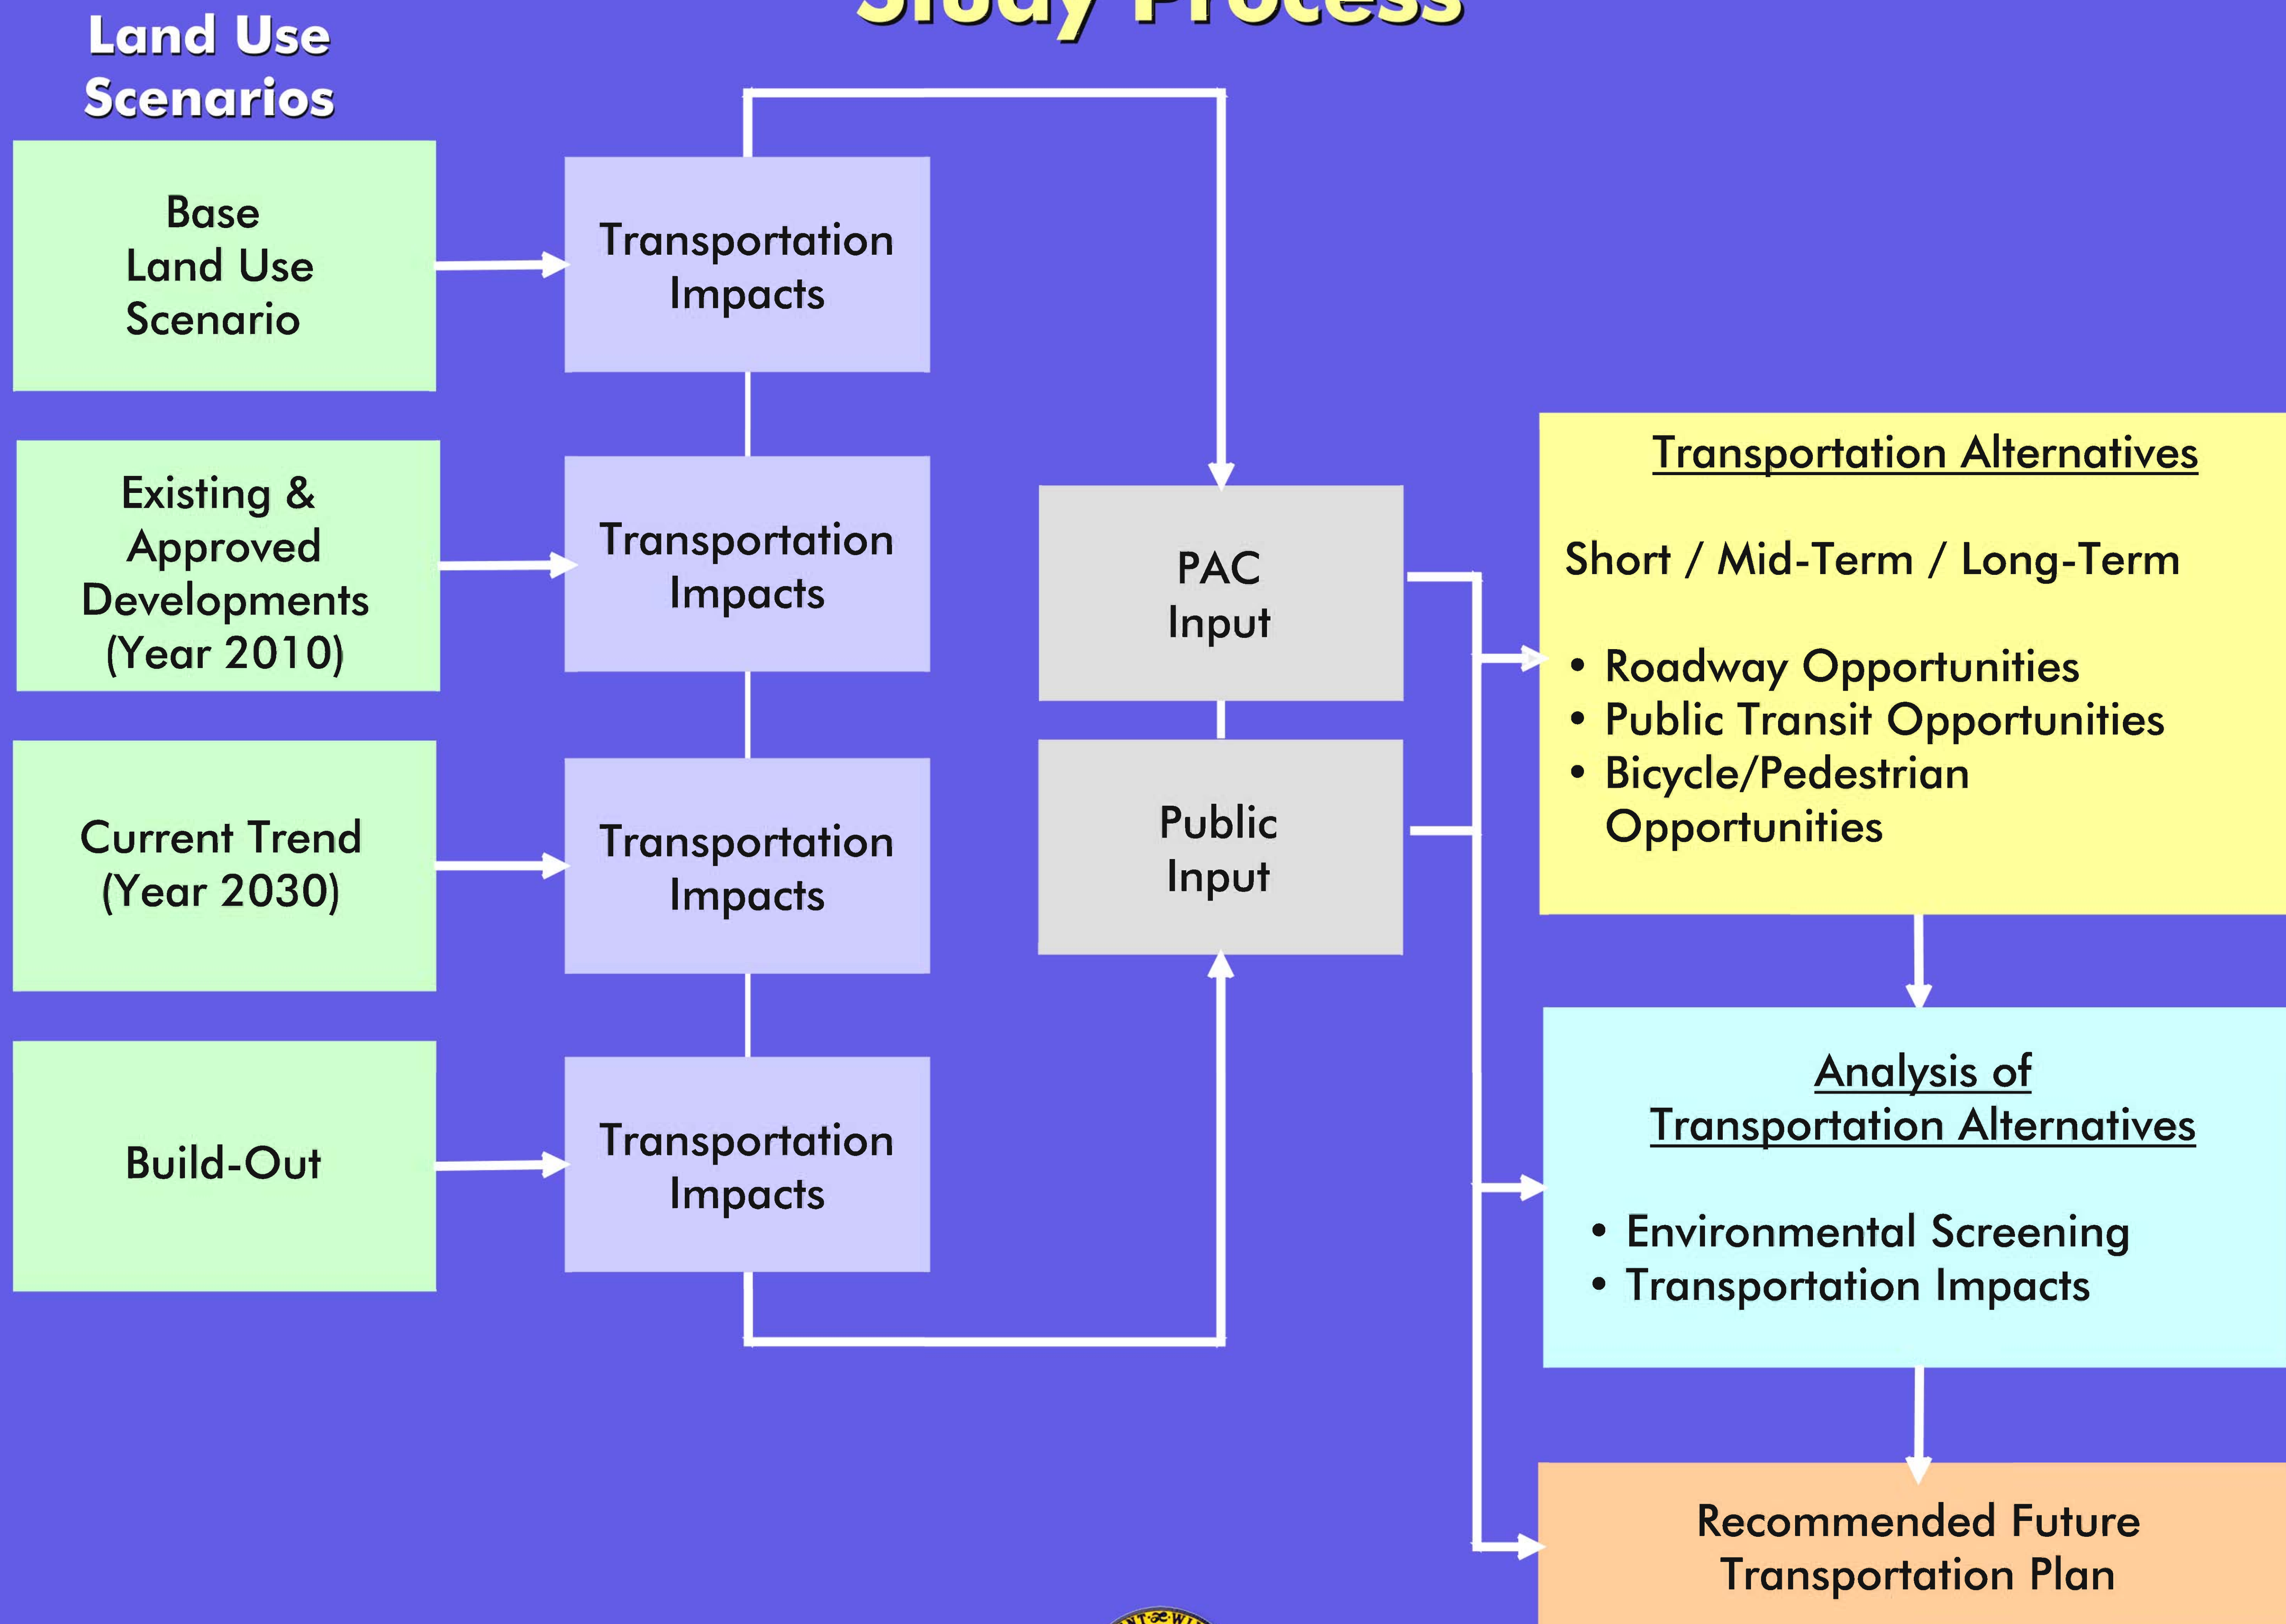 Study Process
Land Use
Scenarios
Base
Land Use
Scenario
Transportation
Impacts
Existing &
Approved
Developments
(Year 2010)
Transportation
Impacts
Current Trend
(Year 2030)
Transportation
Impacts
Build-Out
Transportation
Impacts
PAC
Input
Public
Input
Transportation Alternatives
Short / Mid-Term / Long-Term
• Roadway Opportunities
• Public Transit Opportunities
• Bicycle/Pedestrian
Opportunities
Analysis of
Transportation Alternatives
• Environmental Screening
• Transportation Impacts
Recommended Future
Transportation Plan